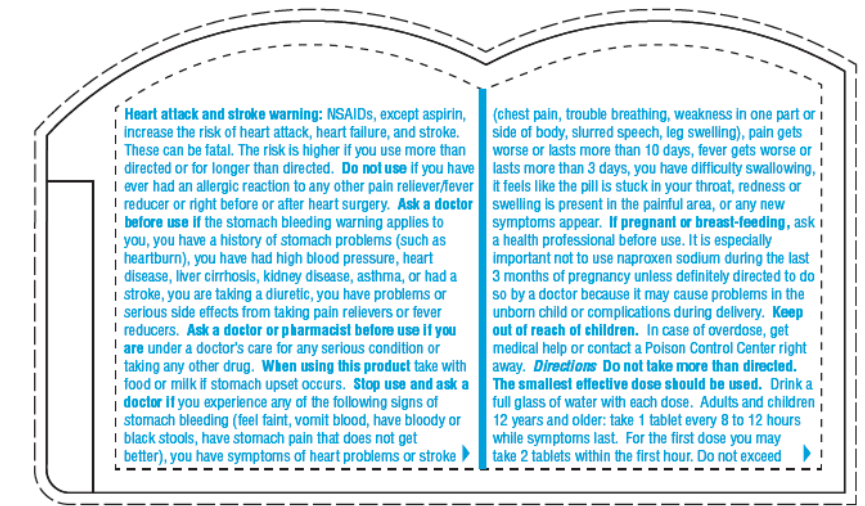 Heart attack and stroke warning: NSAIDs, except aspirin,
increase the risk of heart attack, heart failure, and stroke.
These can be fatal. The risk is higher if you use more than
directed or for longer than directed. Do not use if you have
ever had an allergic reaction to any other pain reliever/fever
reducer or right before or after heart surgery. Ask a doctor
before use if the stomach bleeding warning applies to
you, you have a history of stomach problems (such as
heartburn), you have had high blood pressure, heart
disease, liver cirrhosis, kidney disease, asthma, or had a
stroke, you are taking a diuretic, you have problems or
serious side effects from taking pain relievers or fever
reducers. Ask a doctor or pharmacist before use if you
are under a doctor's care for any serious condition or
taking any other drug. When using this product take with
food or milk if stomach upset occurs. Stop use and ask a
doctor if you experience any of the following signs of
stomach bleeding (feel faint, vomit blood, have bloody or
black stools, have stomach pain that does not get
better), you have symptoms of heart problems or stroke
(chest pain, trouble breathing, weakness in one part or
side of body, slurred speech, leg swelling), pain gets
worse or lasts more than 10 days, fever gets worse or
lasts more than 3 days, you have difficulty swallowing,
it feels like the pill is stuck in your throat, redness or
swelling is present in the painful area, or any new
symptoms appear. If pregnant or breast-feeding, ask
a health professional before use. It is especially
important not to use naproxen sodium during the last
3 months of pregnancy unless definitely directed to do
so by a doctor because it may cause problems in the
unborn child or complications during delivery. Keep
out of reach of children. In case of overdose, get
medical help or contact a Poison Control Center right
away. Directions Do not take more than directed.
The smallest effective dose should be used. Drink a
full glass of water with each dose. Adults and children
12 years and older: take 1 tablet every 8 to 12 hours
while symptoms last. For the first dose you may
take 2 tablets within the first hour. Do not exceed